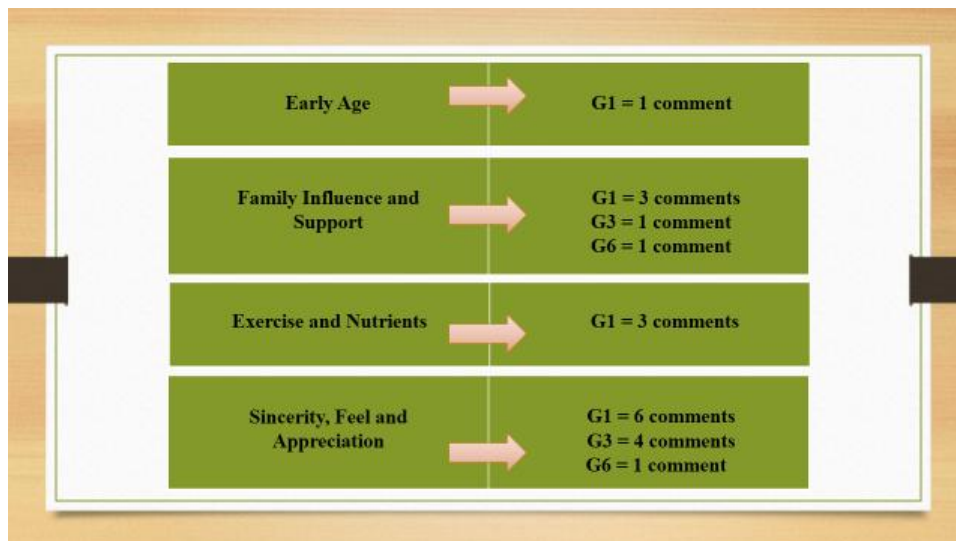 Early Age
G1 = 1 comment
Family Influence and
Support
G1 = 3 comments
G3 = 1 comment
G6 = 1 comment
Exercise and Nutrients
G1 = 3 comments
Sincerity, Feel and
Appreciation
G1 = 6 comments
G3 = 4 comments
G6 = 1 comment